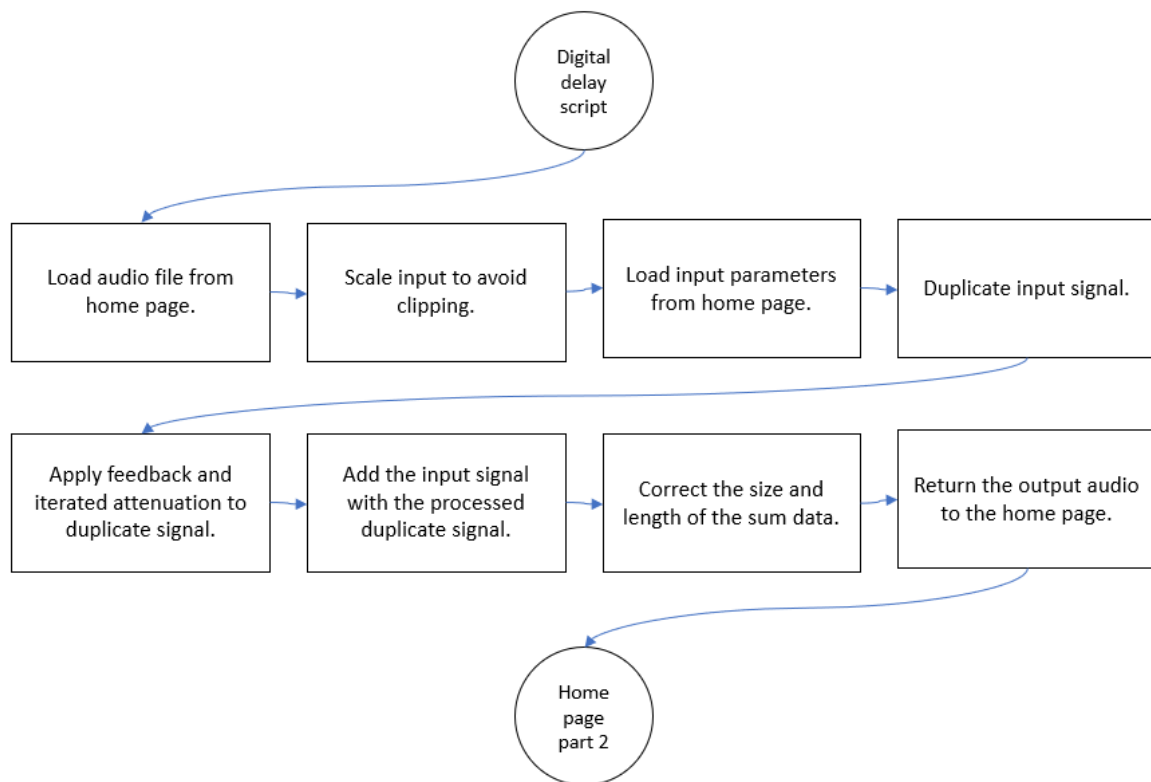 Digital
delay
script
Load audio file from
home page.
Scale input to avoid
clipping.
Load input parameters
from home page.
Duplicate input signal.
Apply feedback and
iterated attenuation to
duplicate signal.
Add the input signal
with the processed
duplicate signal.
Correct the size and
length of the sum data.
Return the output audio
to the home page.
Home
page
part 2